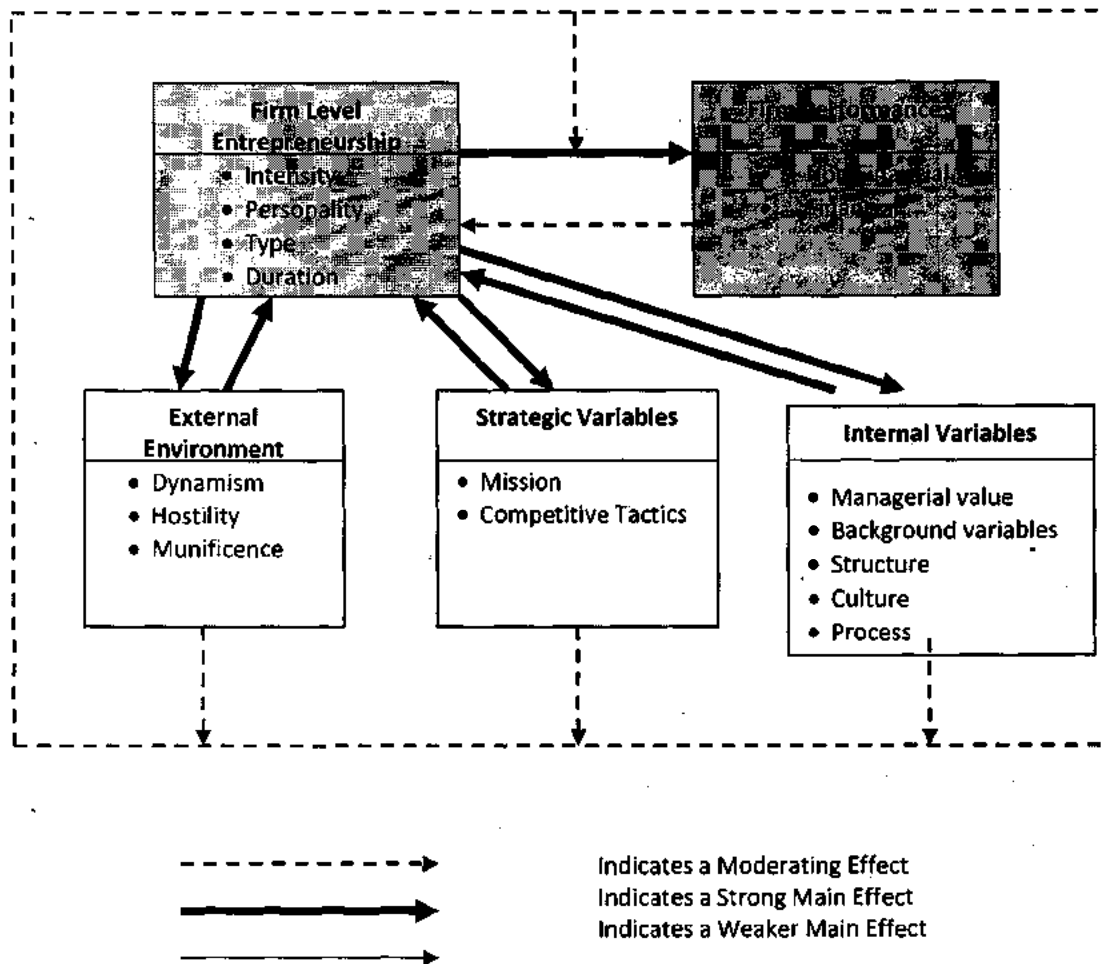 Firm Level
Entrepreneurship
• Intensity
• Personality
• Type
• Duration
External
Environment
• Dynamism
• Hostility
• Munificence
Strategic Variables
• Mission
• Competitive Tactics
Internal Variables
• Managerial value
• Background variables
• Structure
• Culture
• Process
Indicates a Moderating Effect
Indicates a Strong Main Effect
Indicates a Weaker Main Effect